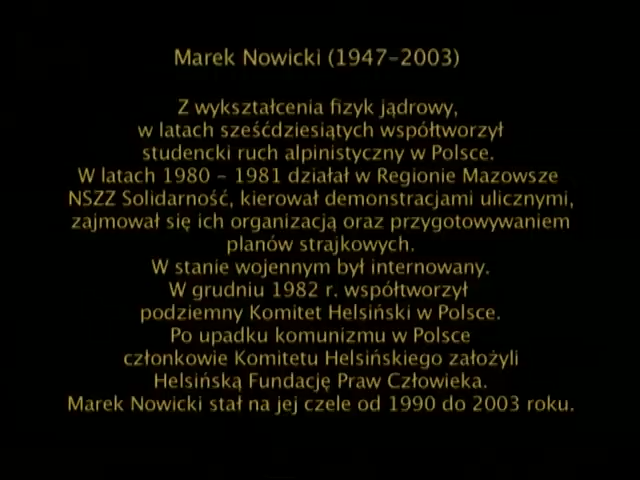 Marek Nowicki (1947-2003)
Z wykształcenia fizyk jądrowy,
w latach sześćdziesiątych współtworzył
studencki ruch alpinistyczny w Polsce.
W latach 1980 - 1981 działał w Regionie Mazowsze
NSZZ Solidarność, kierował demonstracjami ulicznymi,
zajmował się ich organizacją oraz przygotowywaniem
planów strajkowych.
W stanie wojennym był internowany.
W grudniu 1982 r. współtworzył
podziemny Komitet Helsiński w Polsce.
Po upadku komunizmu w Polsce
członkowie Komitetu Helsińskiego założyli
Helsińską Fundację Praw Człowieka.
Marek Nowicki stał na jej czele od 1990 do 2003 roku.